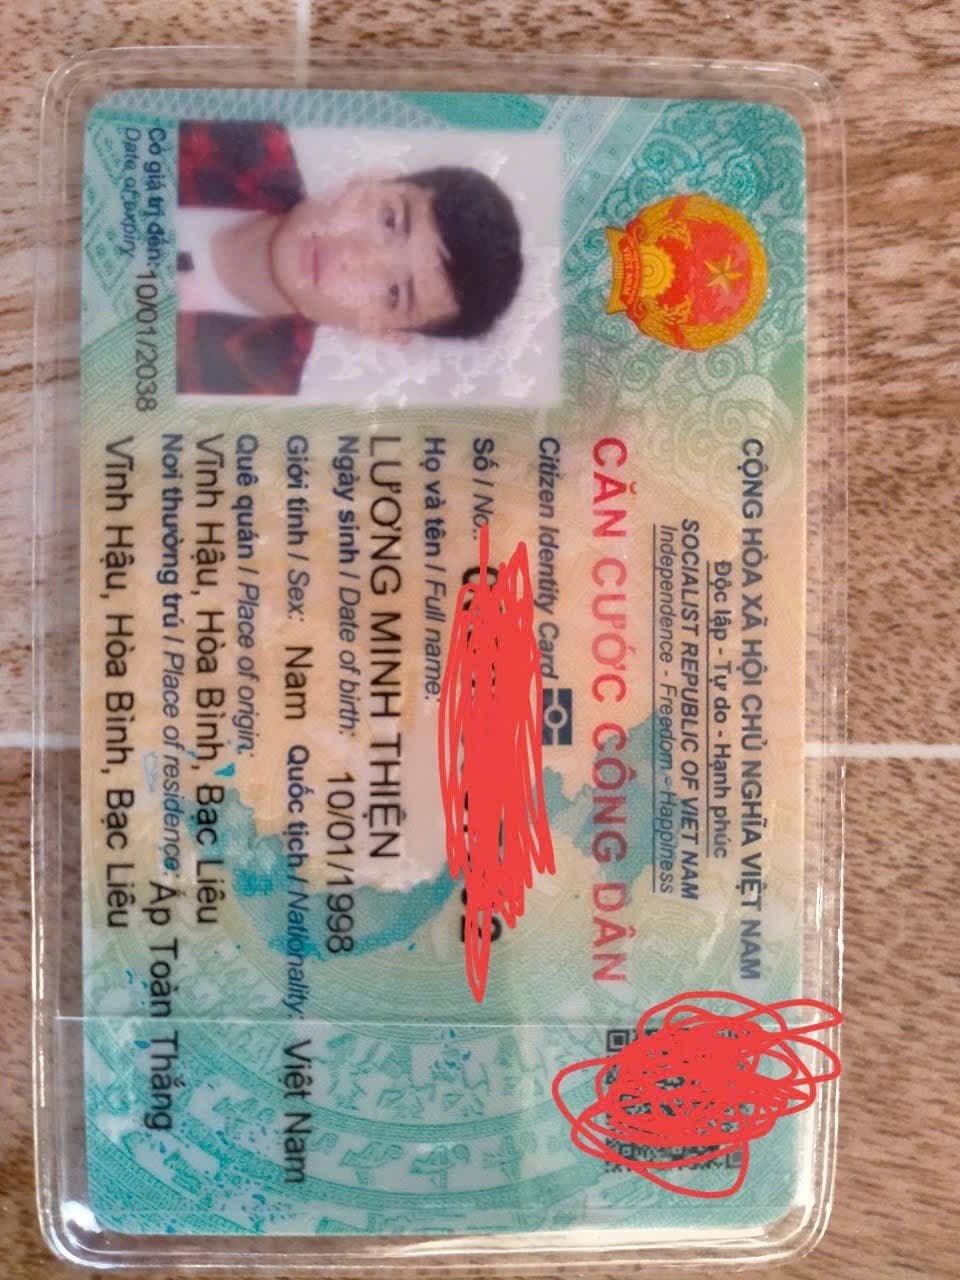 CỘNG HÒA XÃ HỘI CHỦ NGHĨA VIỆT NAM
Độc lập - Tự do - Hạnh phúc
SOCIALIST REPUBLIC OF VIET NAM
Independence - Freedom - Happiness
CĂN CƯỚC CÔNG DÂN
Citizen Identity Card
Số / No.:
Họ và tên / Full name:
LƯƠNG MINH THIỆN
Ngày sinh / Date of birth: 10/01/1998
Giới tính / Sex: Nam Quốc tịch / Nationality: Việt Nam
Quê quán / Place of origin:
Vĩnh Hậu, Hòa Bình, Bạc Liêu
Nơi thường trú / Place of residence: Ấp Toàn Thắng
Vĩnh Hậu, Hòa Bình, Bạc Liêu
Có giá trị đến: 10/01/2038
Date of expiry